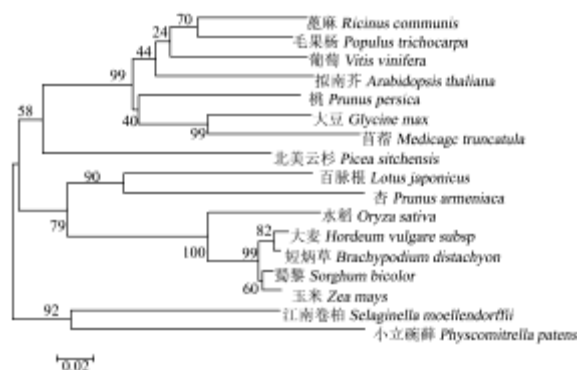 70
蓖麻 Ricinus communis
24
毛果杨 Populus trichocarpa
44
葡萄 Vitis vinifera
99
拟南芥 Arabidopsis thaliana
桃 Prunus persica
58
40
大豆 Glycine max
99
苜蓿 Medicagc truncatula
北美云杉 Picea sitchensis
90
百脉根 Lotus japonicus
杏 Prunus armeniaca
79
水稻 Oryza sativa
82
大麦 Hordeum vulgare subsp
100
99
短炳草 Brachypodium distachyon
蜀黎 Sorghum bicolor
60
玉米 Zea mays
92
江南卷柏 Selaginella moellendorffii
小立碗藓 Physcomitrella patens
0.02